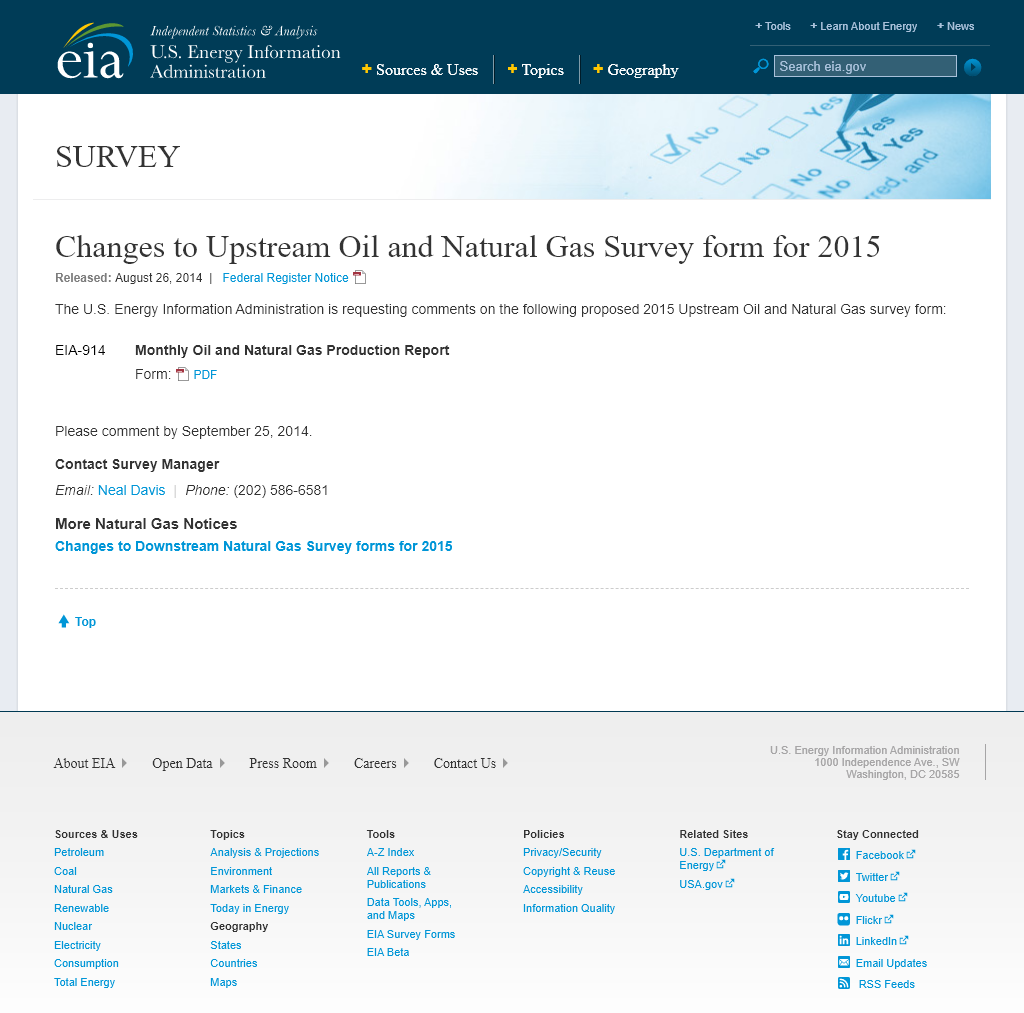 + Tools + Learn About Energy + News
eia
Independent Statistics & Analysis
U.S. Energy Information
Administration
+ Sources & Uses + Topics + Geography
Search eia.gov
SURVEY
No Yes
No Yes
No Yes
No
red, and
Changes to Upstream Oil and Natural Gas Survey form for 2015
Released: August 26, 2014 | Federal Register Notice
The U.S. Energy Information Administration is requesting comments on the following proposed 2015 Upstream Oil and Natural Gas survey form:
EIA-914 Monthly Oil and Natural Gas Production Report
Form: PDF
Please comment by September 25, 2014.
Contact Survey Manager
Email: Neal Davis | Phone: (202) 586-6581
More Natural Gas Notices
Changes to Downstream Natural Gas Survey forms for 2015
Top
About EIA Open Data Press Room Careers Contact Us
U.S. Energy Information Administration
1000 Independence Ave., SW
Washington, DC 20585
Sources & Uses
Petroleum
Coal
Natural Gas
Renewable
Nuclear
Electricity
Consumption
Total Energy
Topics
Analysis & Projections
Environment
Markets & Finance
Today in Energy
Geography
States
Countries
Maps
Tools
A-Z Index
All Reports &
Publications
Data Tools, Apps,
and Maps
EIA Survey Forms
EIA Beta
Policies
Privacy/Security
Copyright & Reuse
Accessibility
Information Quality
Related Sites
U.S. Department of
Energy
USA.gov
Stay Connected
Facebook
Twitter
Youtube
Flickr
LinkedIn
Email Updates
RSS Feeds